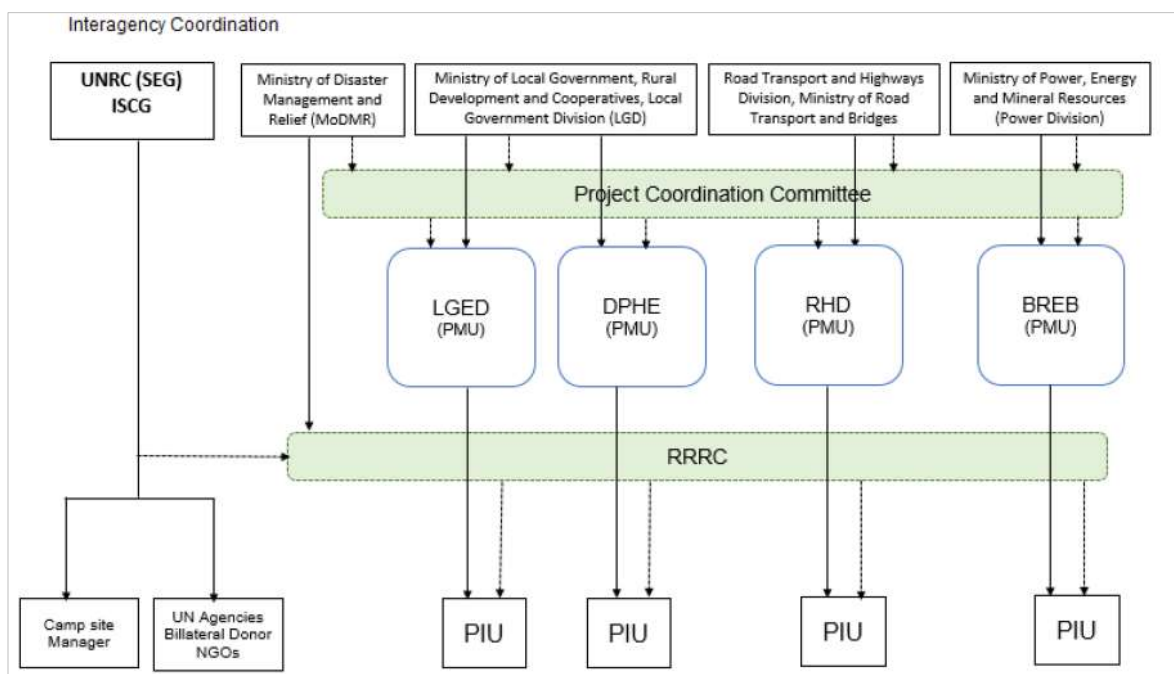 Interagency Coordination
UNRC (SEG)
ISCG
Ministry of Disaster
Management and
Relief (MoDMR)
Ministry of Local Government, Rural
Development and Cooperatives, Local
Government Division (LGD)
Road Transport and Highways
Division, Ministry of Road
Transport and Bridges
Ministry of Power, Energy
and Mineral Resources
(Power Division)
Project Coordination Committee
LGED
(PMU)
DPHE
(PMU)
RHD
(PMU)
BREB
(PMU)
RRRC
Camp site
Manager
UN Agencies
Billateral Donor
NGOs
PIU
PIU
PIU
PIU